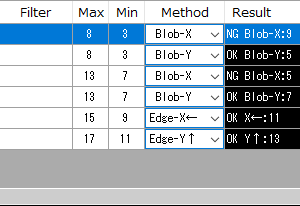 Filter Max Min Method Result
8 3 Blob-X NG Blob-X:9
8 3 Blob-Y OK Blob-Y:5
13 7 Blob-X NG Blob-X:5
13 7 Blob-Y OK Blob-Y:7
15 9 Edge-X← OK X←:11
17 11 Edge-Y↑ OK Y↑:13